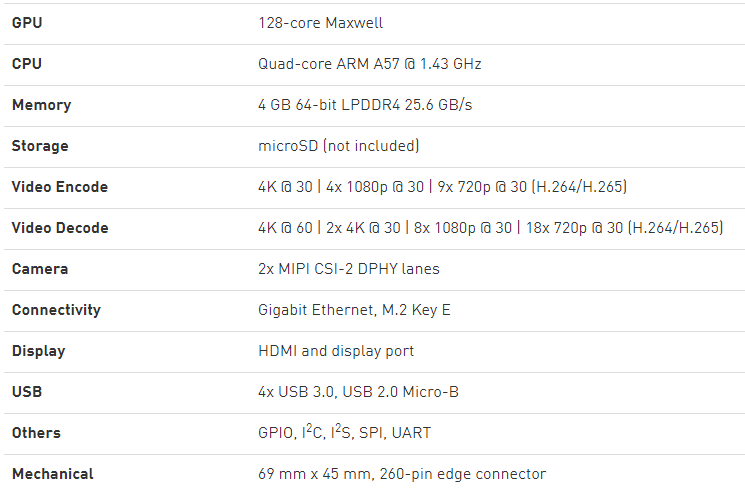 GPU 128-core Maxwell
CPU Quad-core ARM A57 @ 1.43 GHz
Memory 4 GB 64-bit LPDDR4 25.6 GB/s
Storage microSD (not included)
Video Encode 4K @ 30 | 4x 1080p @ 30 | 9x 720p @ 30 (H.264/H.265)
Video Decode 4K @ 60 | 2x 4K @ 30 | 8x 1080p @ 30 | 18x 720p @ 30 (H.264/H.265)
Camera 2x MIPI CSI-2 DPHY lanes
Connectivity Gigabit Ethernet, M.2 Key E
Display HDMI and display port
USB 4x USB 3.0, USB 2.0 Micro-B
Others GPIO, I²C, I²S, SPI, UART
Mechanical 69 mm x 45 mm, 260-pin edge connector